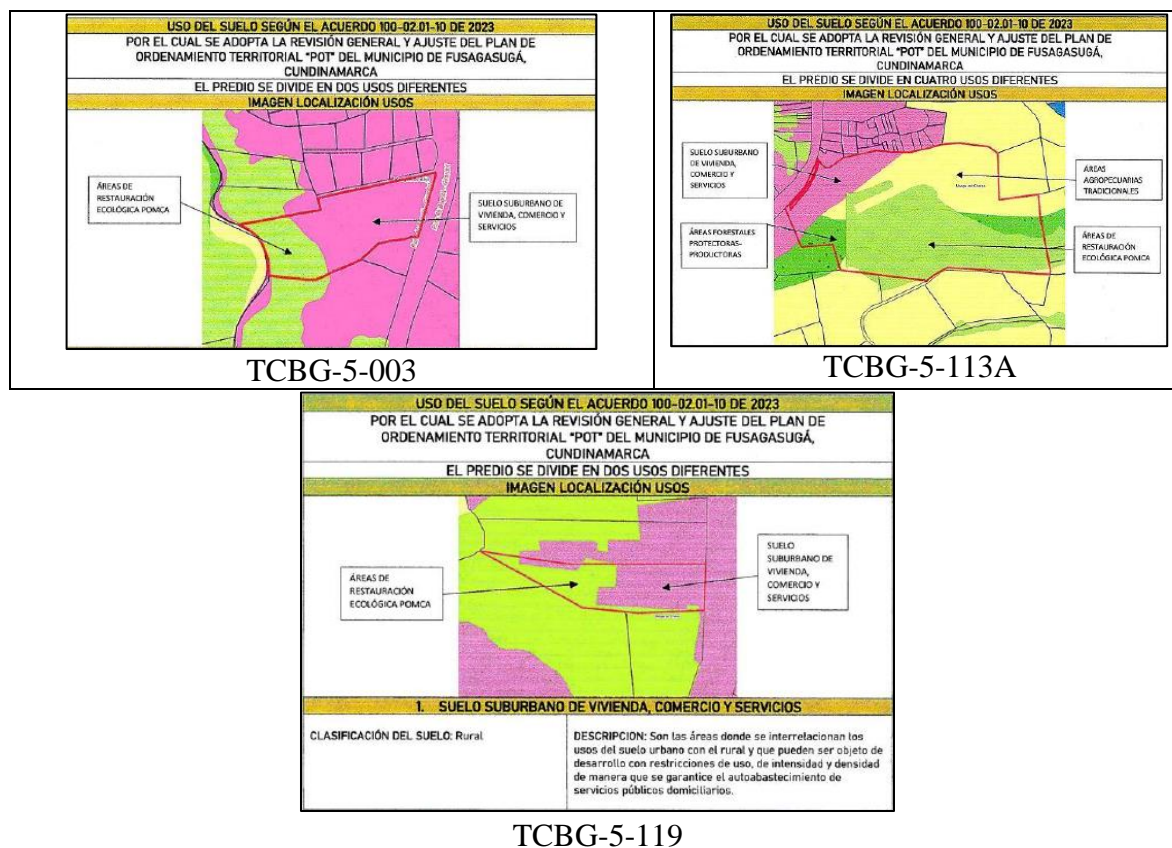 USO DEL SUELO SEGÚN EL ACUERDO 100-02.01-10 DE 2023
POR EL CUAL SE ADOPTA LA REVISIÓN GENERAL Y AJUSTE DEL PLAN DE
ORDENAMIENTO TERRITORIAL "POT" DEL MUNICIPIO DE FUSAGASUGÁ,
CUNDINAMARCA
EL PREDIO SE DIVIDE EN DOS USOS DIFERENTES
IMAGEN LOCALIZACIÓN USOS
ÁREAS DE
RESTAURACIÓN
ECOLÓGICA POMCA
SUELO SUBURBANO DE
VIVIENDA, COMERCIO Y
SERVICIOS
TCBG-5-003
USO DEL SUELO SEGÚN EL ACUERDO 100-02.01-10 DE 2023
POR EL CUAL SE ADOPTA LA REVISIÓN GENERAL Y AJUSTE DEL PLAN DE
ORDENAMIENTO TERRITORIAL "POT" DEL MUNICIPIO DE FUSAGASUGÁ,
CUNDINAMARCA
EL PREDIO SE DIVIDE EN CUATRO USOS DIFERENTES
IMAGEN LOCALIZACIÓN USOS
SUELO SUBURBANO
DE VIVIENDA,
COMERCIO Y
SERVICIOS
ÁREAS
AGROPECUARIAS
TRADICIONALES
ÁREAS FORESTALES
PROTECTORAS-
PRODUCTORAS
ÁREAS DE
RESTAURACIÓN
ECOLÓGICA POMCA
TCBG-5-113A
USO DEL SUELO SEGÚN EL ACUERDO 100-02.01-10 DE 2023
POR EL CUAL SE ADOPTA LA REVISIÓN GENERAL Y AJUSTE DEL PLAN DE
ORDENAMIENTO TERRITORIAL "POT" DEL MUNICIPIO DE FUSAGASUGÁ,
CUNDINAMARCA
EL PREDIO SE DIVIDE EN DOS USOS DIFERENTES
IMAGEN LOCALIZACIÓN USOS
ÁREAS DE
RESTAURACIÓN
ECOLÓGICA POMCA
SUELO
SUBURBANO DE
VIVIENDA,
COMERCIO Y
SERVICIOS
1. SUELO SUBURBANO DE VIVIENDA, COMERCIO Y SERVICIOS
CLASIFICACIÓN DEL SUELO: Rural
DESCRIPCION: Son las áreas donde se interrelacionan los
usos del suelo urbano con el rural y que pueden ser objeto de
desarrollo con restricciones de uso, de intensidad y densidad
de manera que se garantice el autoabastecimiento de
servicios públicos domiciliarios.
TCBG-5-119